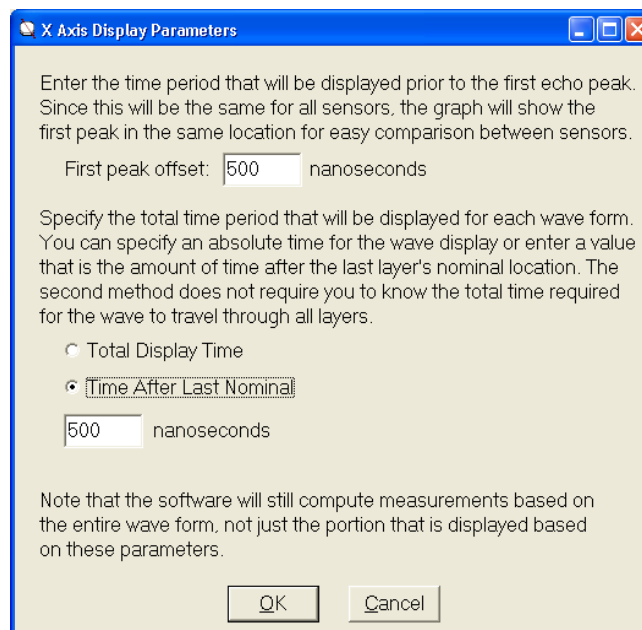 X Axis Display Parameters
Enter the time period that will be displayed prior to the first echo peak.
Since this will be the same for all sensors, the graph will show the
first peak in the same location for easy comparison between sensors.
First peak offset: 500 nanoseconds
Specify the total time period that will be displayed for each wave form.
You can specify an absolute time for the wave display or enter a value
that is the amount of time after the last layer's nominal location. The
second method does not require you to know the total time required
for the wave to travel through all layers.
Total Display Time
Time After Last Nominal
500 nanoseconds
Note that the software will still compute measurements based on
the entire wave form, not just the portion that is displayed based
on these parameters.
OK Cancel